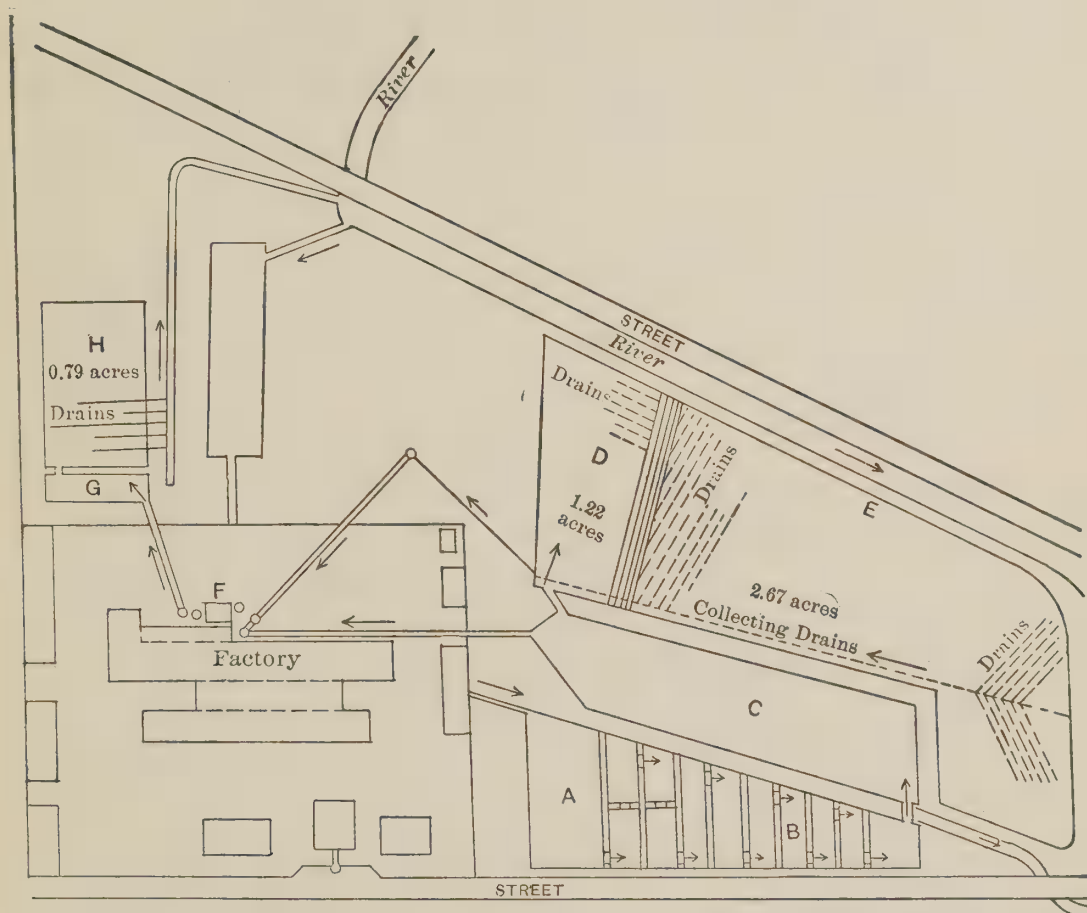 River
STREET
River
H
0.79 acres
Drains
Drains
D
1.22
acres
Drains
E
G
2.67 acres
Collecting Drains
Drains
F
Factory
C
A
B
STREET